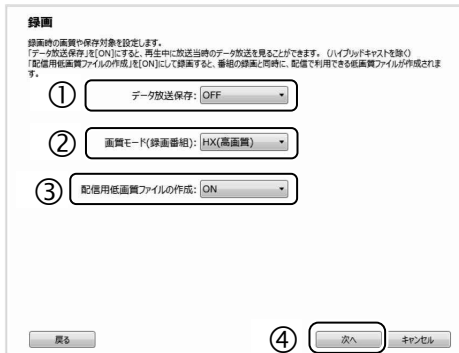 録画
録画時の画質や保存対象を設定します。
「データ放送保存」を[ON]にすると、再生中に放送当時のデータ放送を見ることができます。（ハイブリッドキャストを除く）
「配信用低画質ファイルの作成」を[ON]にして録画すると、番組の録画と同時に、配信で利用できる低画質ファイルが作成されま
す。
① データ放送保存: OFF
② 画質モード(録画番組): HX(高画質)
③ 配信用低画質ファイルの作成: ON
戻る ④ 次へ キャンセル